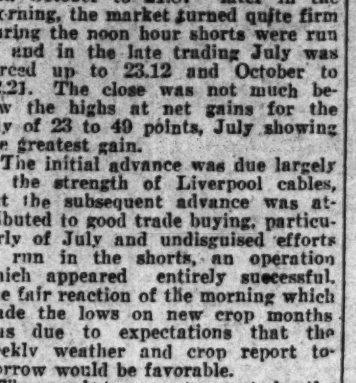 rning, the market turned quite firm
uring the noon hour shorts were run
and in the late trading July was
rced up to 23.12 and October to
.21. The close was not much be-
w the highs at net gains for the
y of 23 to 49 points, July showing
e greatest gain.
The initial advance was due largely
the strength of Liverpool cables,
t the subsequent advance was at-
ibuted to good trade buying, particu-
rly of July and undisguised efforts
run in the shorts, an operation
hich appeared entirely successful.
e fair reaction of the morning which
ade the lows on new crop months
as due to expectations that the
eekly weather and crop report to-
orrow would be favorable.